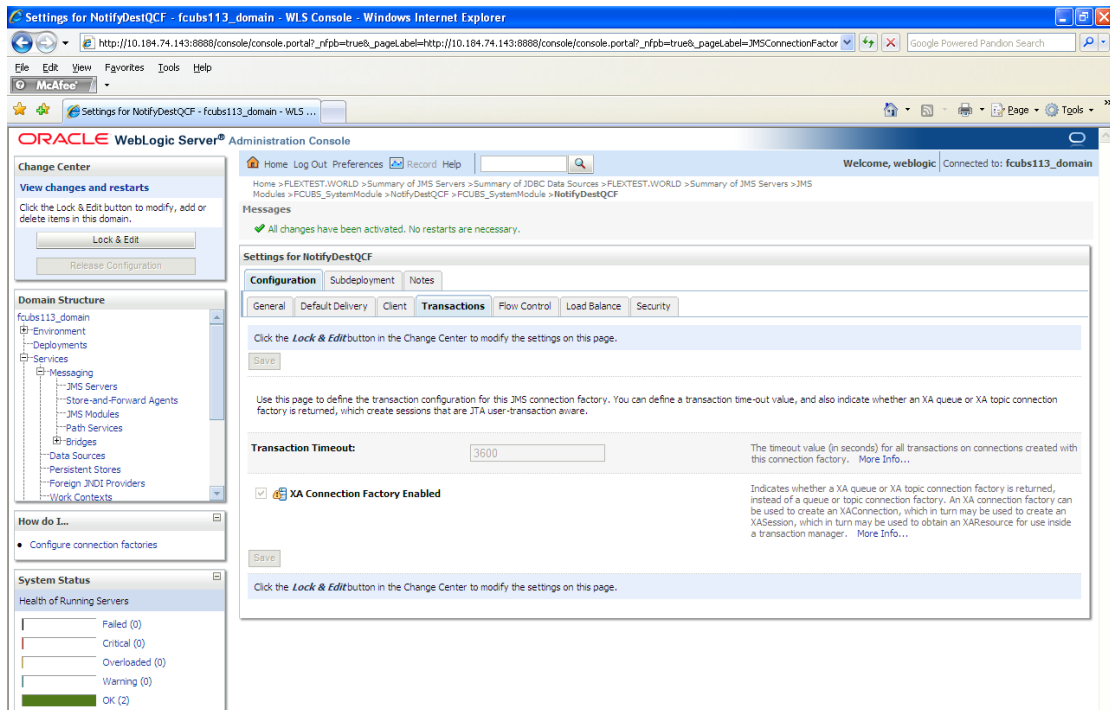 Settings for NotifyDestQCF - fcubs113_domain - WLS Console - Windows Internet Explorer
http://10.184.74.143:8888/console/console.portal?_nfpb=true&_pageLabel=http://10.184.74.143:8888/console/console.portal?_nfpb=true&_pageLabel=JMSConnectionFactor
Google Powered Pandion Search
File Edit View Favorites Tools Help
McAfee
Settings for NotifyDestQCF - fcubs113_domain - WLS ...
Page Tools
ORACLE WebLogic Server® Administration Console
Change Center
View changes and restarts
Click the Lock & Edit button to modify, add or
delete items in this domain.
Lock & Edit
Release Configuration
Domain Structure
fcubs113_domain
Environment
Deployments
Services
Messaging
JMS Servers
Store-and-Forward Agents
JMS Modules
Path Services
Bridges
Data Sources
Persistent Stores
Foreign JNDI Providers
Work Contexts
How do I...
Configure connection factories
System Status
Health of Running Servers
Failed (0)
Critical (0)
Overloaded (0)
Warning (0)
OK (2)
Home Log Out Preferences Record Help
Welcome, weblogic Connected to: fcubs113_domain
Home >FLEXTEST.WORLD >Summary of JMS Servers >Summary of JDBC Data Sources >FLEXTEST.WORLD >Summary of JMS Servers >JMS
Modules >FCUBS_SystemModule >NotifyDestQCF >FCUBS_SystemModule >NotifyDestQCF
Messages
All changes have been activated. No restarts are necessary.
Settings for NotifyDestQCF
Configuration Subdeployment Notes
General Default Delivery Client Transactions Flow Control Load Balance Security
Click the Lock & Edit button in the Change Center to modify the settings on this page.
Save
Use this page to define the transaction configuration for this JMS connection factory. You can define a transaction time-out value, and also indicate whether an XA queue or XA topic connection
factory is returned, which create sessions that are JTA user-transaction aware.
Transaction Timeout:
3600
The timeout value (in seconds) for all transactions on connections created with
this connection factory. More Info...
XA Connection Factory Enabled
Indicates whether a XA queue or XA topic connection factory is returned,
instead of a queue or topic connection factory. An XA connection factory can
be used to create an XAConnection, which in turn may be used to create an
XASession, which in turn may be used to obtain an XAResource for use inside
a transaction manager. More Info...
Save
Click the Lock & Edit button in the Change Center to modify the settings on this page.